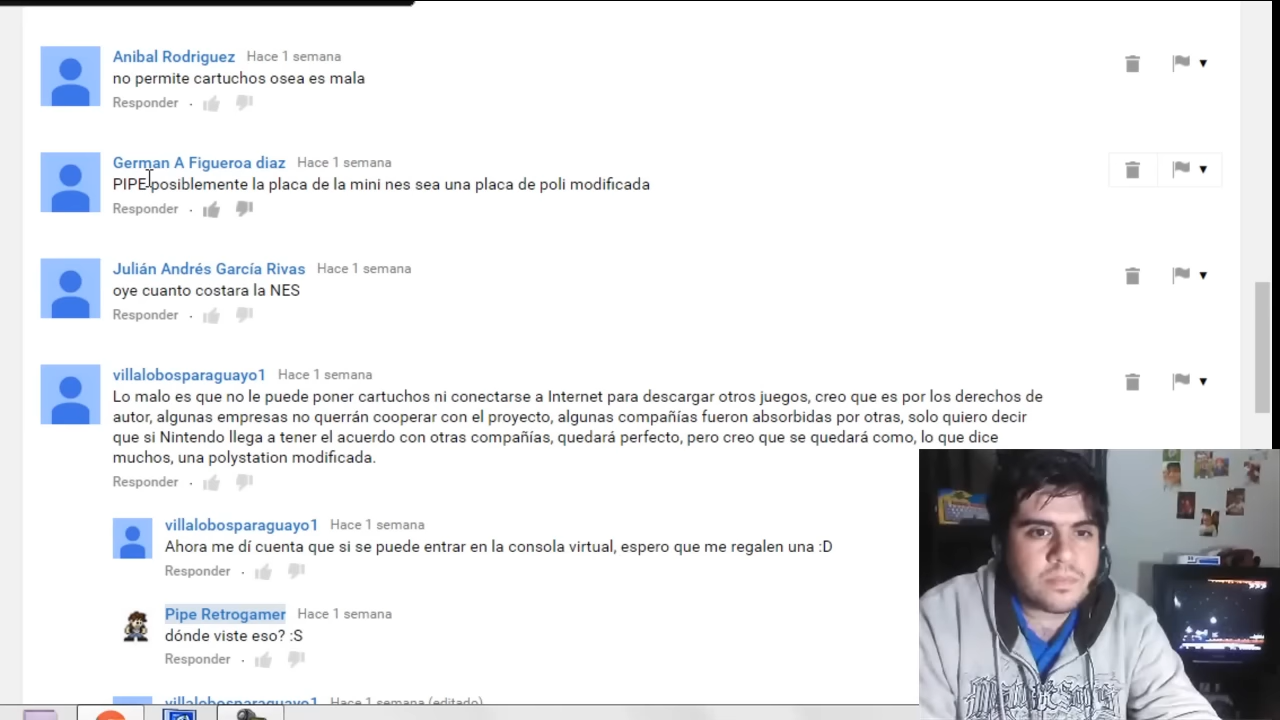 Anibal Rodriguez Hace 1 semana
no permite cartuchos osea es mala
Responder .
German A Figueroa diaz Hace 1 semana
PIPE posiblemente la placa de la mini nes sea una placa de poli modificada
Responder .
Julián Andrés García Rivas Hace 1 semana
oye cuanto costara la NES
Responder .
villalobosparaguayo1 Hace 1 semana
Lo malo es que no le puede poner cartuchos ni conectarse a Internet para descargar otros juegos, creo que es por los derechos de
autor, algunas empresas no querrán cooperar con el proyecto, algunas compañías fueron absorbidas por otras, solo quiero decir
que si Nintendo llega a tener el acuerdo con otras compañías, quedará perfecto, pero creo que se quedará como, lo que dice
muchos, una polystation modificada.
Responder .
villalobosparaguayo1 Hace 1 semana
Ahora me dí cuenta que si se puede entrar en la consola virtual, espero que me regalen una :D
Responder .
Pipe Retrogamer Hace 1 semana
dónde viste eso? :S
Responder .
villalobosparaguayo1 Hace 1 semana (editado)